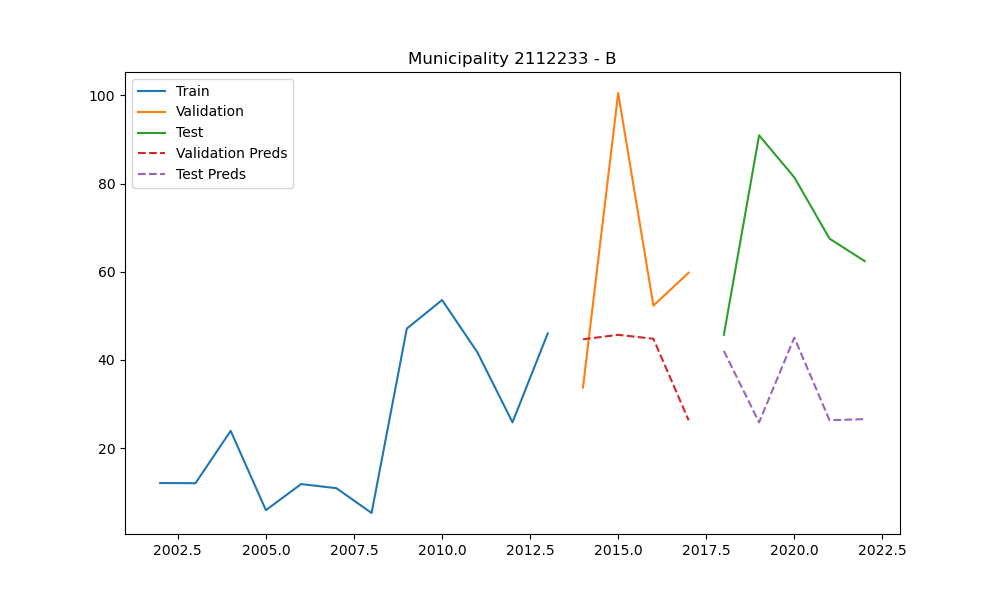 Municipality 2112233 - B
Train
Validation
Test
Validation Preds
Test Preds
100
80
60
40
20
2002.5 2005.0 2007.5 2010.0 2012.5 2015.0 2017.5 2020.0 2022.5